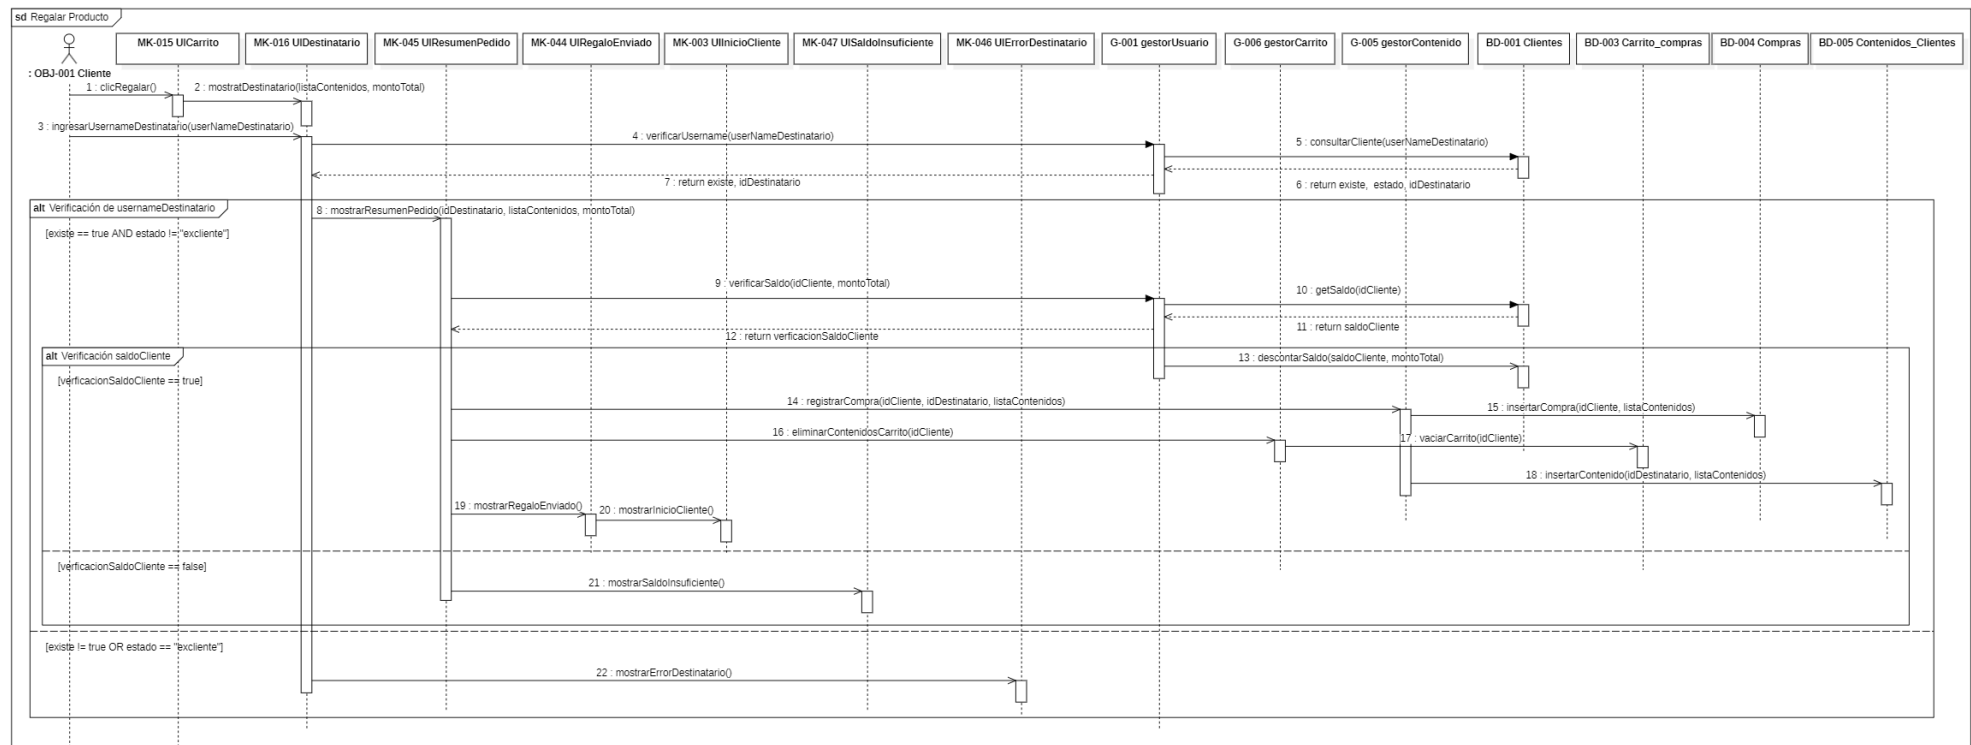 sd Regalar Producto
MK-015 UICarrito
MK-016 UIDestinatario
MK-045 UIResumenPedido
MK-044 UIRegaloEnviado
MK-003 UIInicioCliente
MK-047 UISaldoInsuficiente
MK-046 UIErrorDestinatario
G-001 gestorUsuario
G-006 gestorCarrito
G-005 gestorContenido
BD-001 Clientes
BD-003 Carrito_compras
BD-004 Compras
BD-005 Contenidos_Clientes
: OBJ-001 Cliente
1 : clicRegalar()
2 : mostratDestinatario(listaContenidos, montoTotal)
3 : ingresarUsernameDestinatario(userNameDestinatario)
4 : verificarUsername(userNameDestinatario)
5 : consultarCliente(userNameDestinatario)
6 : return existe, estado, idDestinatario
7 : return existe, idDestinatario
alt Verificación de usernameDestinatario
8 : mostrarResumenPedido(idDestinatario, listaContenidos, montoTotal)
[existe == true AND estado != "excliente"]
9 : verificarSaldo(idCliente, montoTotal)
10 : getSaldo(idCliente)
11 : return saldoCliente
12 : return verficacionSaldoCliente
alt Verificación saldoCliente
13 : descontarSaldo(saldoCliente, montoTotal)
[verficacionSaldoCliente == true]
14 : registrarCompra(idCliente, idDestinatario, listaContenidos)
15 : insertarCompra(idCliente, listaContenidos)
16 : eliminarContenidosCarrito(idCliente)
17 : vaciarCarrito(idCliente)
18 : insertarContenido(idDestinatario, listaContenidos)
19 : mostrarRegaloEnviado()
20 : mostrarInicioCliente()
[verficacionSaldoCliente == false]
21 : mostrarSaldoInsuficiente()
[existe != true OR estado == "excliente"]
22 : mostrarErrorDestinatario()